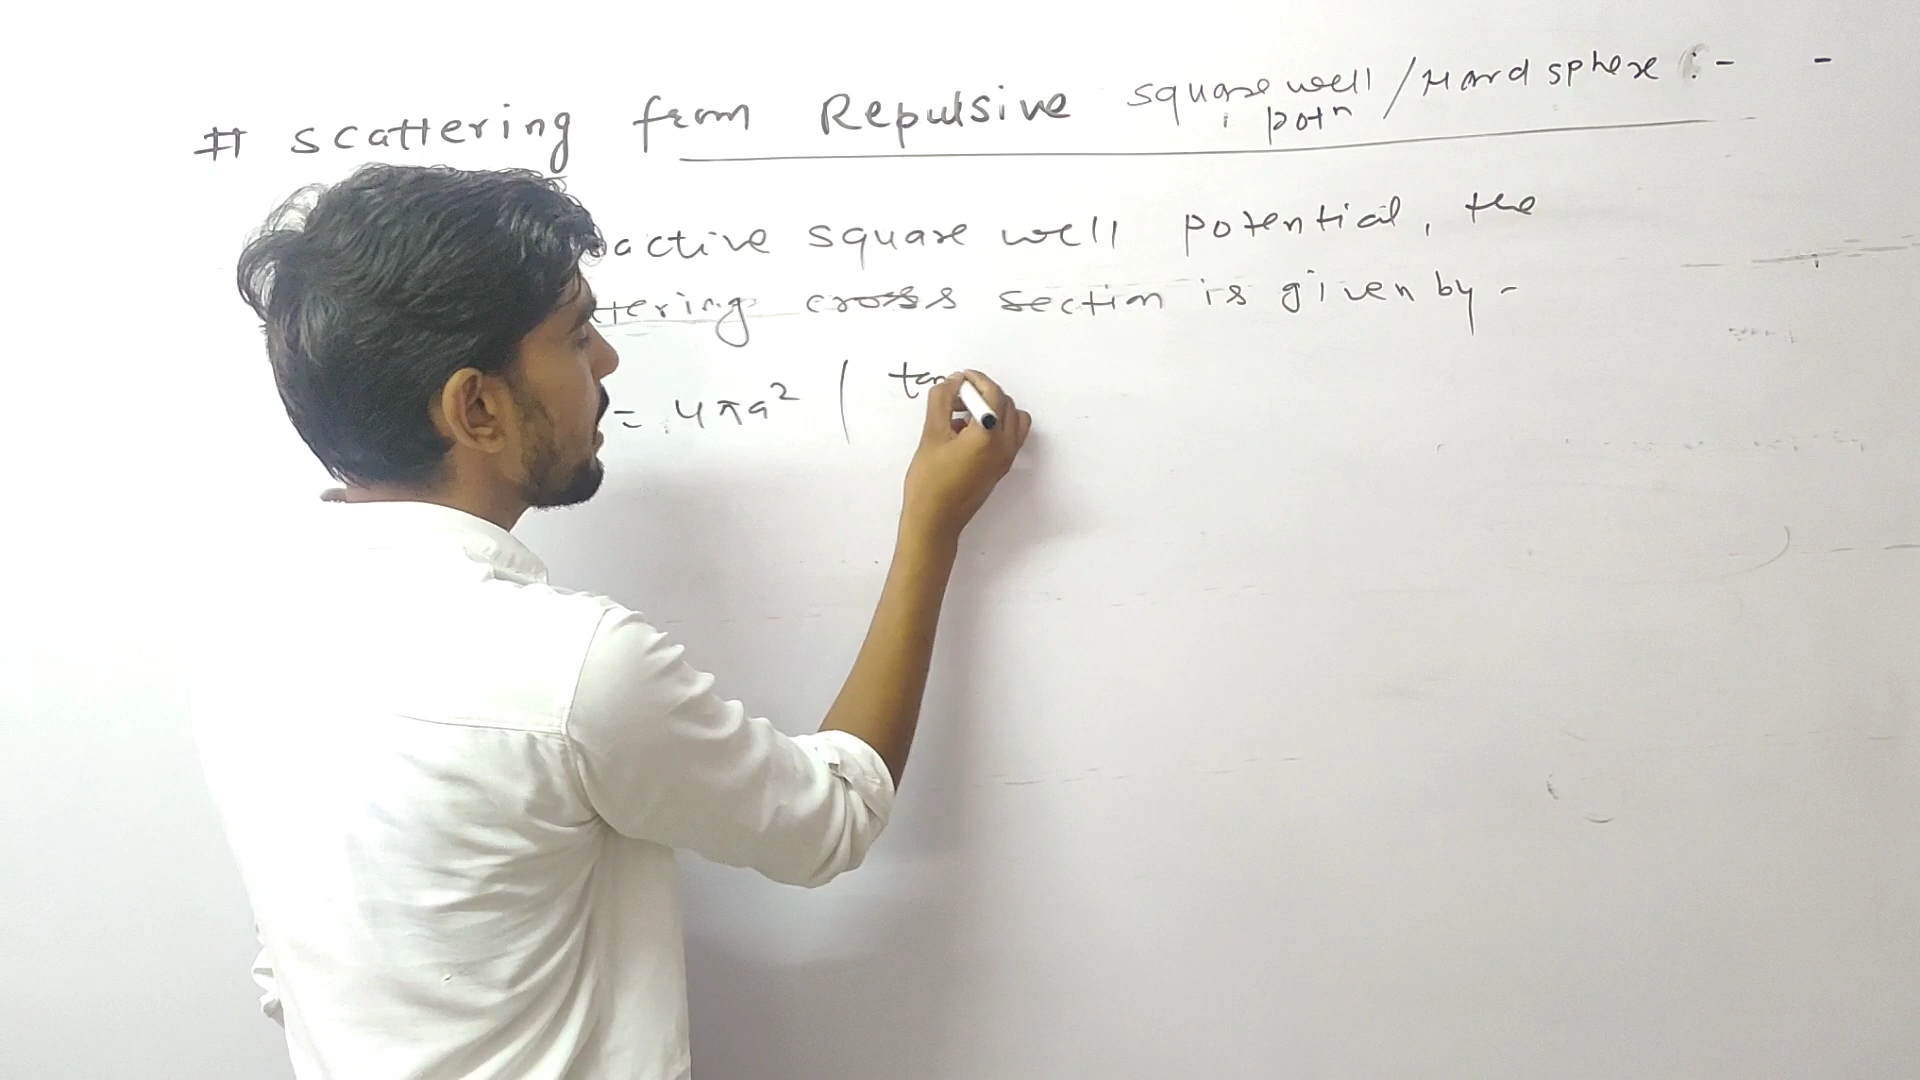 # Scattering from Repulsive square well potn / Hard sphere :- -
active square well potential, the
ttering cross section is given by -
= 4πa² ( tan